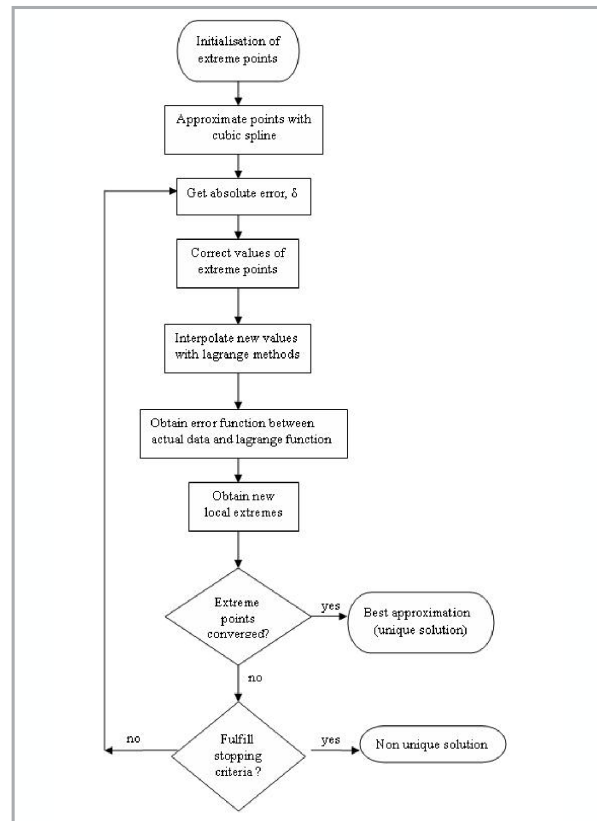 Initialisation of
extreme points
Approximate points with
cubic spline
Get absolute error, δ
Correct values of
extreme points
Interpolate new values
with lagrange methods
Obtain error function between
actual data and lagrange function
Obtain new
local extremes
Extreme
points
converged?
yes
Best approximation
(unique solution)
no
Fulfill
stopping
criteria ?
no
yes
Non unique solution